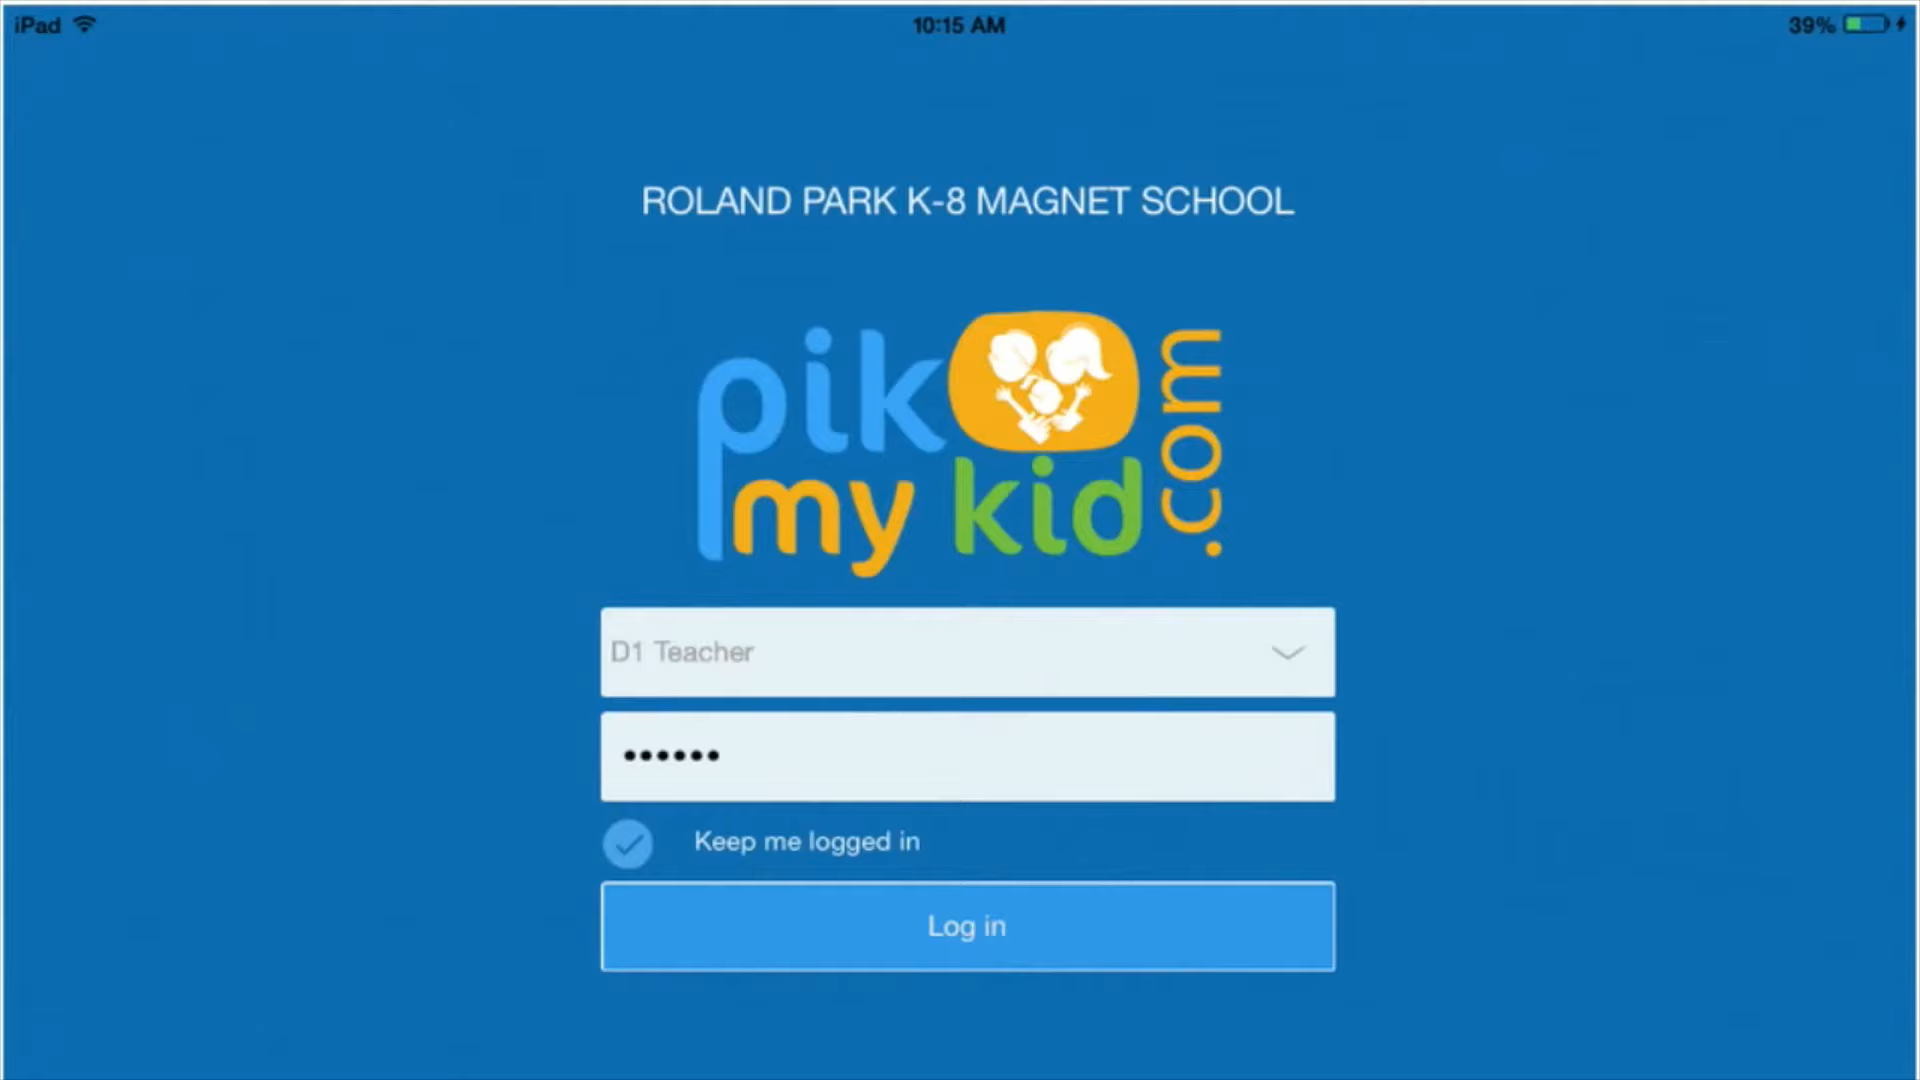 iPad
10:15 AM
39%
ROLAND PARK K-8 MAGNET SCHOOL
pik
my kid
.com
D1 Teacher
••••••
Keep me logged in
Log in